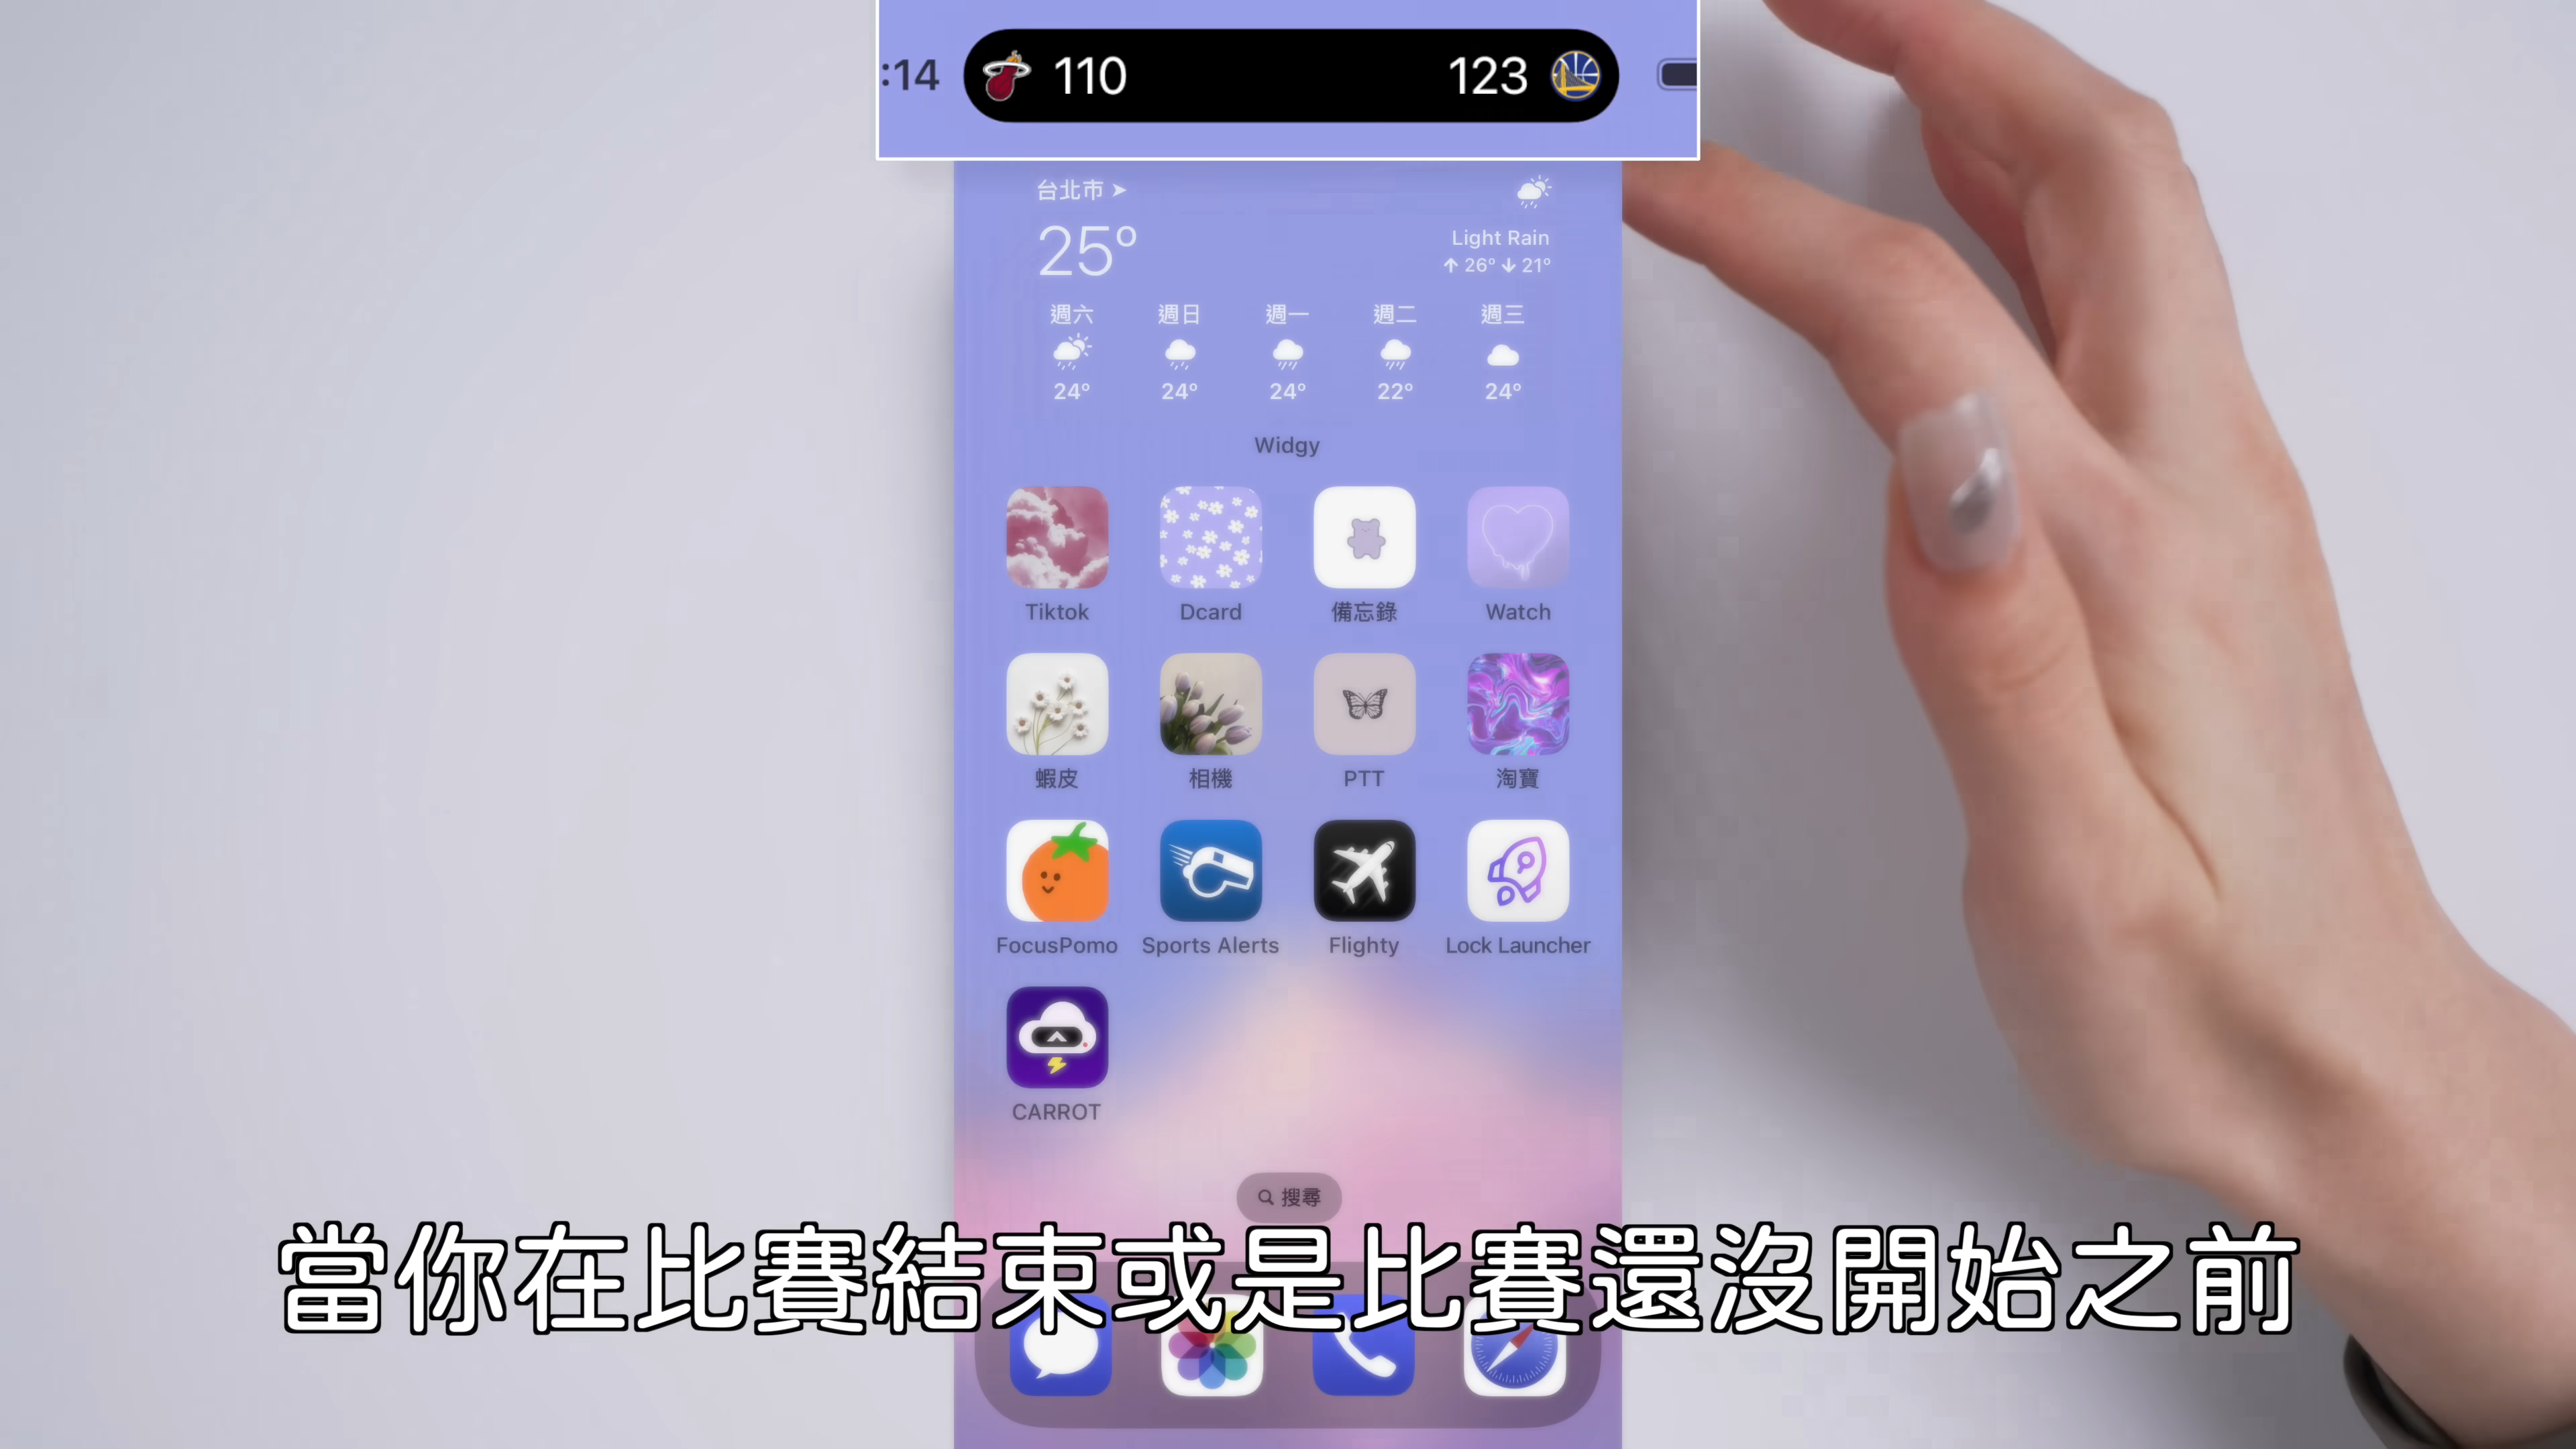 :14 110 123
台北市
25°
Light Rain
↑ 26° ↓ 21°
週六 週日 週一 週二 週三
24° 24° 24° 22° 24°
Widgy
Tiktok Dcard 備忘錄 Watch
蝦皮 相機 PTT 淘寶
FocusPomo Sports Alerts Flighty Lock Launcher
CARROT
搜尋
當你在比賽結束或是比賽還沒開始之前